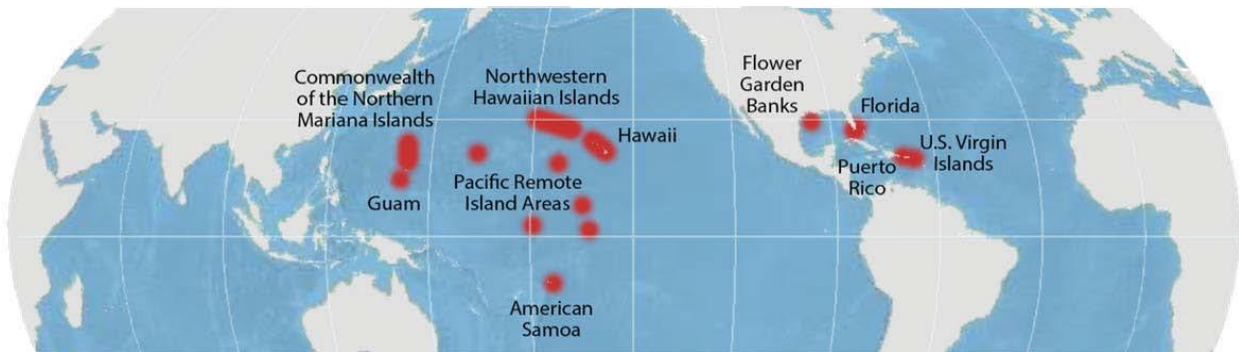 Commonwealth
of the Northern
Mariana Islands
Guam
Northwestern
Hawaiian Islands
Hawaii
Pacific Remote
Island Areas
American
Samoa
Flower
Garden
Banks
Florida
Puerto
Rico
U.S. Virgin
Islands